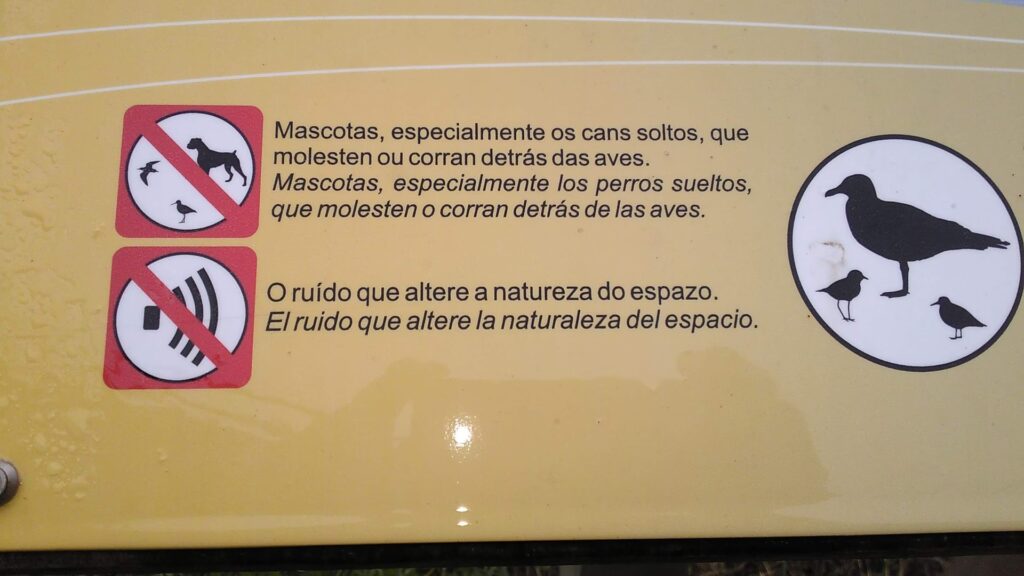 Mascotas, especialmente os cans soltos, que
molesten ou corran detrás das aves.
Mascotas, especialmente los perros sueltos,
que molesten o corran detrás de las aves.
O ruído que altere a natureza do espazo.
El ruido que altere la naturaleza del espacio.